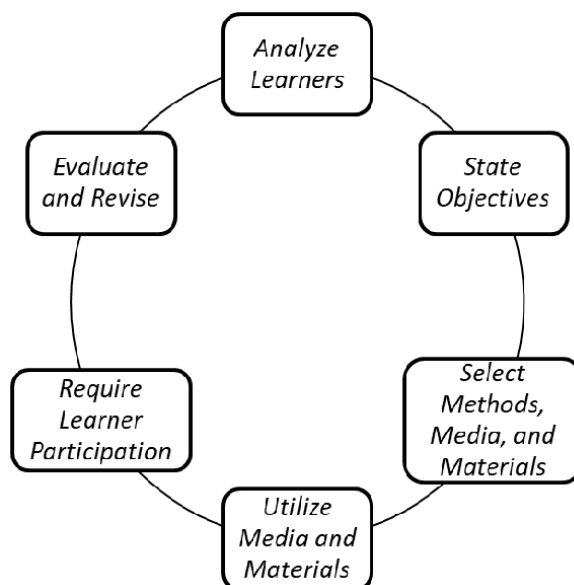 Analyze
Learners
State
Objectives
Select
Methods,
Media, and
Materials
Utilize
Media and
Materials
Require
Learner
Participation
Evaluate
and Revise